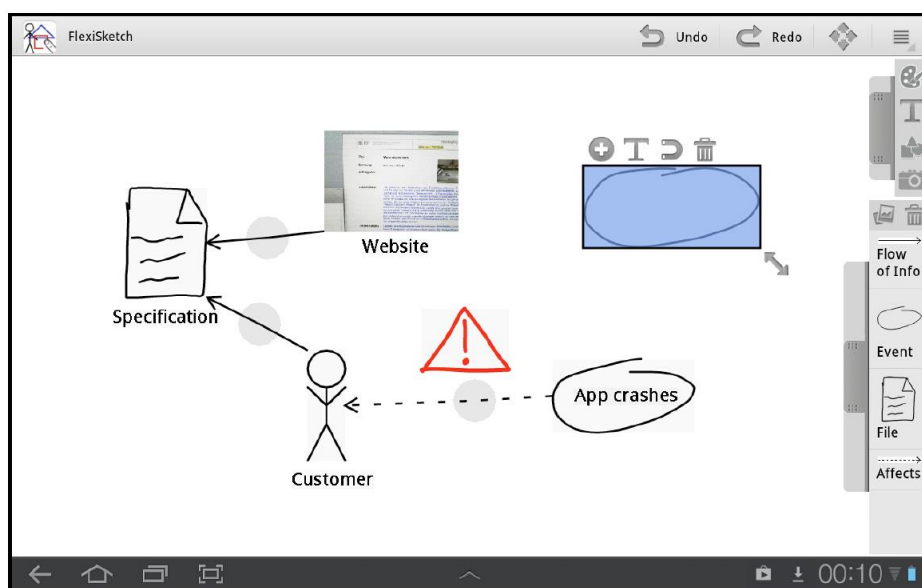 FlexiSketch
Undo
Redo
Website
Specification
App crashes
Customer
Flow
of Info
Event
File
Affects
00:10